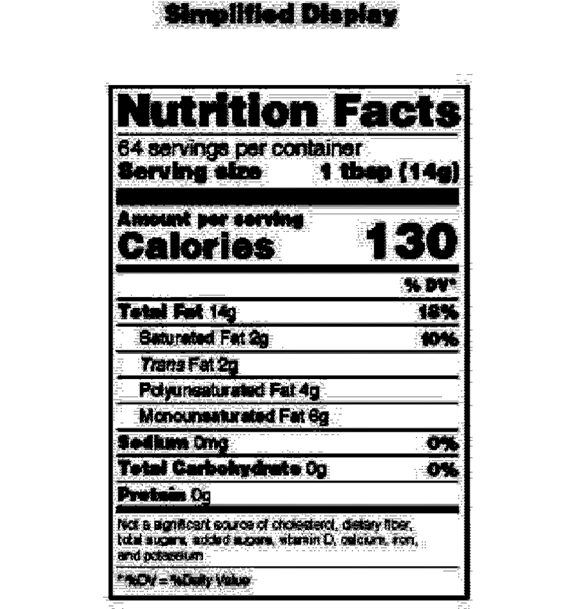 Simplified Display
Nutrition Facts
64 servings per container
Serving size 1 tbsp (14g)
Amount per serving
Calories 130
% DV*
Total Fat 14g 18%
Saturated Fat 2g 10%
Trans Fat 2g
Polyunsaturated Fat 4g
Monounsaturated Fat 6g
Sodium 0mg 0%
Total Carbohydrate 0g 0%
Protein 0g
Not a significant source of cholesterol, dietary fiber,
total sugars, added sugars, vitamin D, calcium, iron,
and potassium
* %DV = %Daily Value